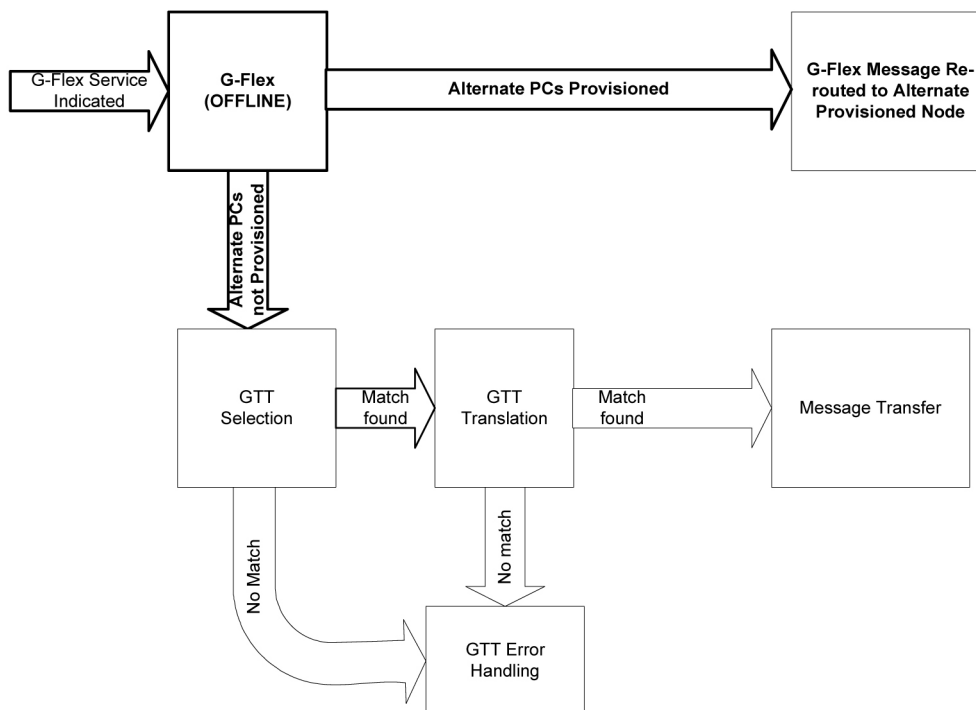 G-Flex Service
Indicated
G-Flex
(OFFLINE)
Alternate PCs Provisioned
G-Flex Message Re-
routed to Alternate
Provisioned Node
Alternate PCs
not Provisioned
GTT
Selection
Match
found
GTT
Translation
Match
found
Message Transfer
No Match
No match
GTT Error
Handling